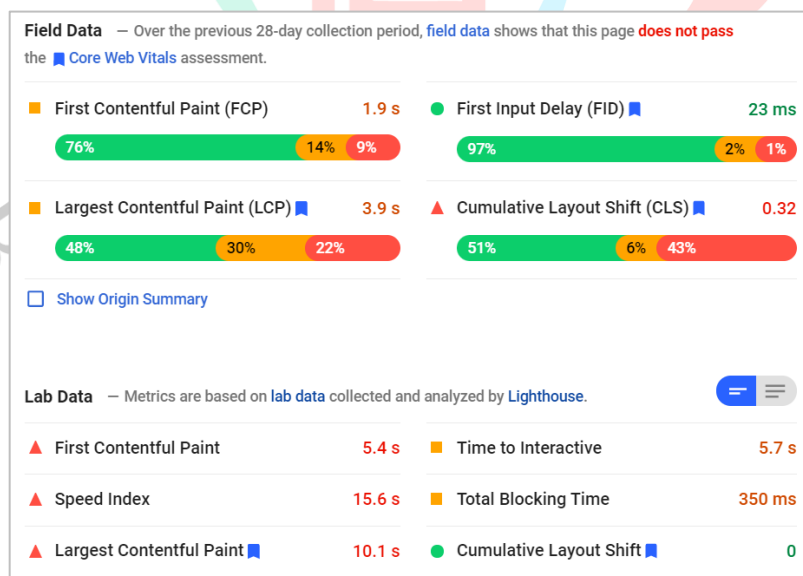 Field Data — Over the previous 28-day collection period, field data shows that this page does not pass
the Core Web Vitals assessment.
First Contentful Paint (FCP) 1.9 s
76% 14% 9%
First Input Delay (FID) 23 ms
97% 2% 1%
Largest Contentful Paint (LCP) 3.9 s
48% 30% 22%
Cumulative Layout Shift (CLS) 0.32
51% 6% 43%
Show Origin Summary
Lab Data — Metrics are based on lab data collected and analyzed by Lighthouse.
First Contentful Paint 5.4 s
Time to Interactive 5.7 s
Speed Index 15.6 s
Total Blocking Time 350 ms
Largest Contentful Paint 10.1 s
Cumulative Layout Shift 0